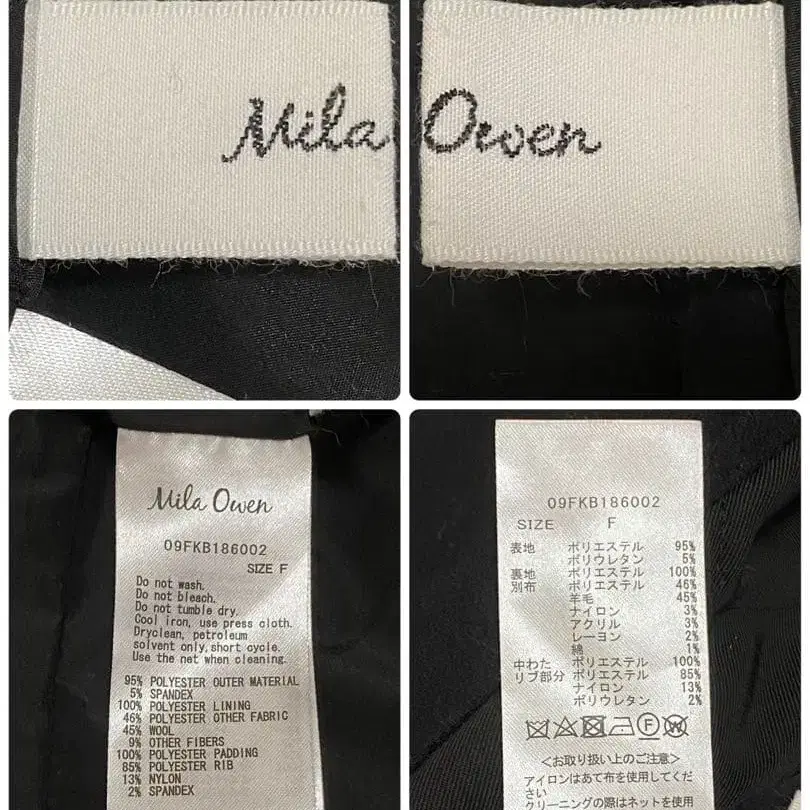 Mila
Owen
Mila Owen
09FKB186002
SIZE F
Do not wash.
Do not bleach.
Do not tumble dry.
Cool iron, use press cloth.
Dryclean, petroleum
solvent only, short cycle.
Use the net when cleaning.
95% POLYESTER OUTER MATERIAL
5% SPANDEX
100% POLYESTER LINING
46% POLYESTER OTHER FABRIC
45% WOOL
9% OTHER FIBERS
100% POLYESTER PADDING
85% POLYESTER RIB
13% NYLON
2% SPANDEX
09FKB186002
SIZE F
表地 ポリエステル 95%
ポリウレタン 5%
裏地 ポリエステル 100%
別布 ポリエステル 46%
羊毛 45%
ナイロン 3%
アクリル 3%
レーヨン 2%
綿 1%
中わた ポリエステル 100%
リブ部分 ポリエステル 85%
ナイロン 13%
ポリウレタン 2%
<お取り扱い上のご注意>
アイロンはあて布を使用してくだ
さい
クリーニングの際はネットを使用